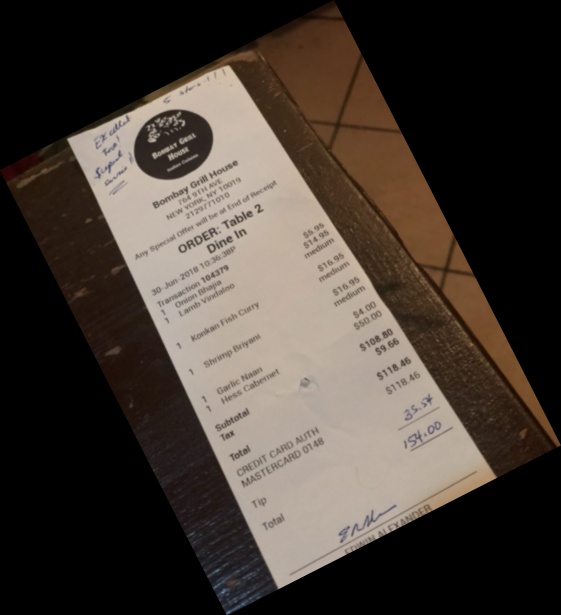 5 stars!!!
Excellent
food!
Superb
service!
BOMBAY GRILL
HOUSE
Indian Cuisine
Bombay Grill House
764 9TH AVE
NEW YORK, NY 10019
2129771010
Any Special Offer will be at End of Receipt
ORDER: Table 2
Dine In
30-Jun-2018 10:36:38P
Transaction 104379
1 Onion Bhajia $5.95
1 Lamb Vindaloo $14.95
medium
1 Konkan Fish Curry $16.95
medium
1 Shrimp Briyani $16.95
medium
1 Garlic Naan $4.00
1 Hess Cabernet $50.00
Subtotal $108.80
Tax $9.66
Total $118.46
CREDIT CARD AUTH $118.46
MASTERCARD 0148
Tip 35.54
Total 154.00
EDWIN ALEXANDER